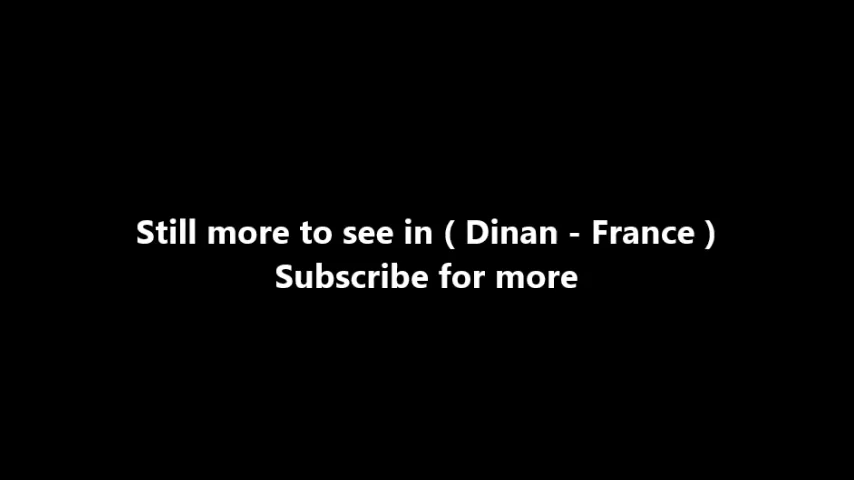 Still more to see in ( Dinan - France )
Subscribe for more